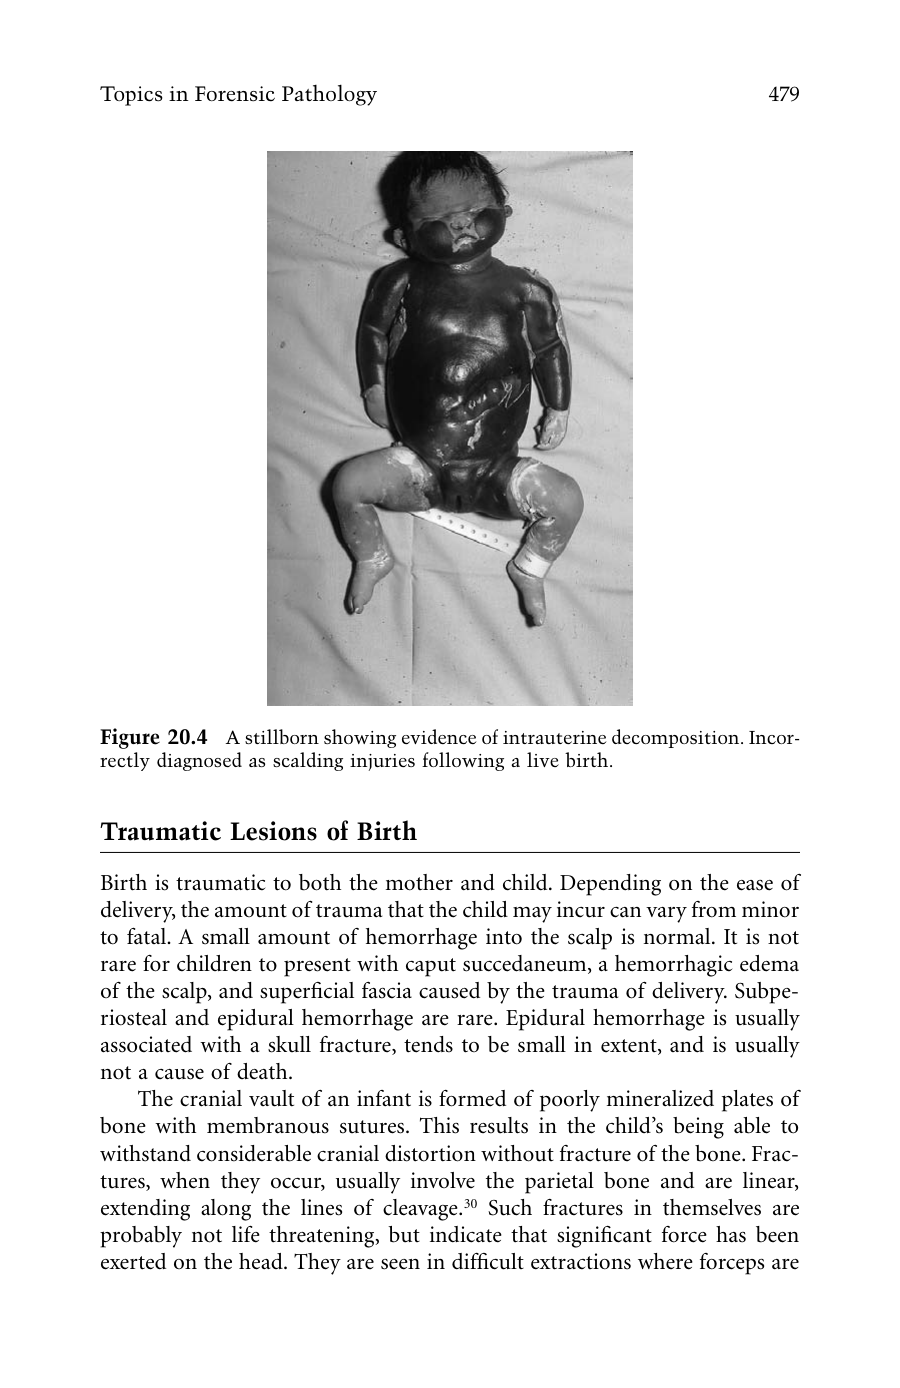 Topics in Forensic Pathology 479
Figure 20.4 A stillborn showing evidence of intrauterine decomposition. Incor-
rectly diagnosed as scalding injuries following a live birth.
Traumatic Lesions of Birth
Birth is traumatic to both the mother and child. Depending on the ease of
delivery, the amount of trauma that the child may incur can vary from minor
to fatal. A small amount of hemorrhage into the scalp is normal. It is not
rare for children to present with caput succedaneum, a hemorrhagic edema
of the scalp, and superficial fascia caused by the trauma of delivery. Subpe-
riosteal and epidural hemorrhage are rare. Epidural hemorrhage is usually
associated with a skull fracture, tends to be small in extent, and is usually
not a cause of death.
The cranial vault of an infant is formed of poorly mineralized plates of
bone with membranous sutures. This results in the child’s being able to
withstand considerable cranial distortion without fracture of the bone. Frac-
tures, when they occur, usually involve the parietal bone and are linear,
extending along the lines of cleavage.³⁰ Such fractures in themselves are
probably not life threatening, but indicate that significant force has been
exerted on the head. They are seen in difficult extractions where forceps are